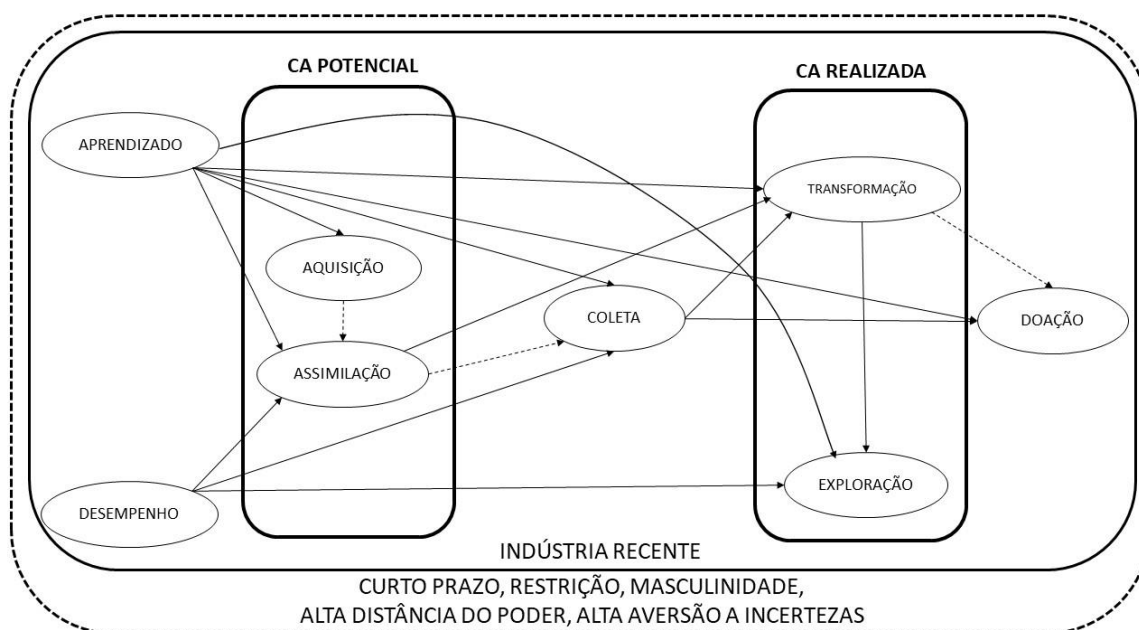 CA POTENCIAL
CA REALIZADA
APRENDIZADO
TRANSFORMAÇÃO
AQUISIÇÃO
COLETA
DOAÇÃO
ASSIMILAÇÃO
EXPLORAÇÃO
DESEMPENHO
INDÚSTRIA RECENTE
CURTO PRAZO, RESTRIÇÃO, MASCULINIDADE,
ALTA DISTÂNCIA DO PODER, ALTA AVERSÃO A INCERTEZAS